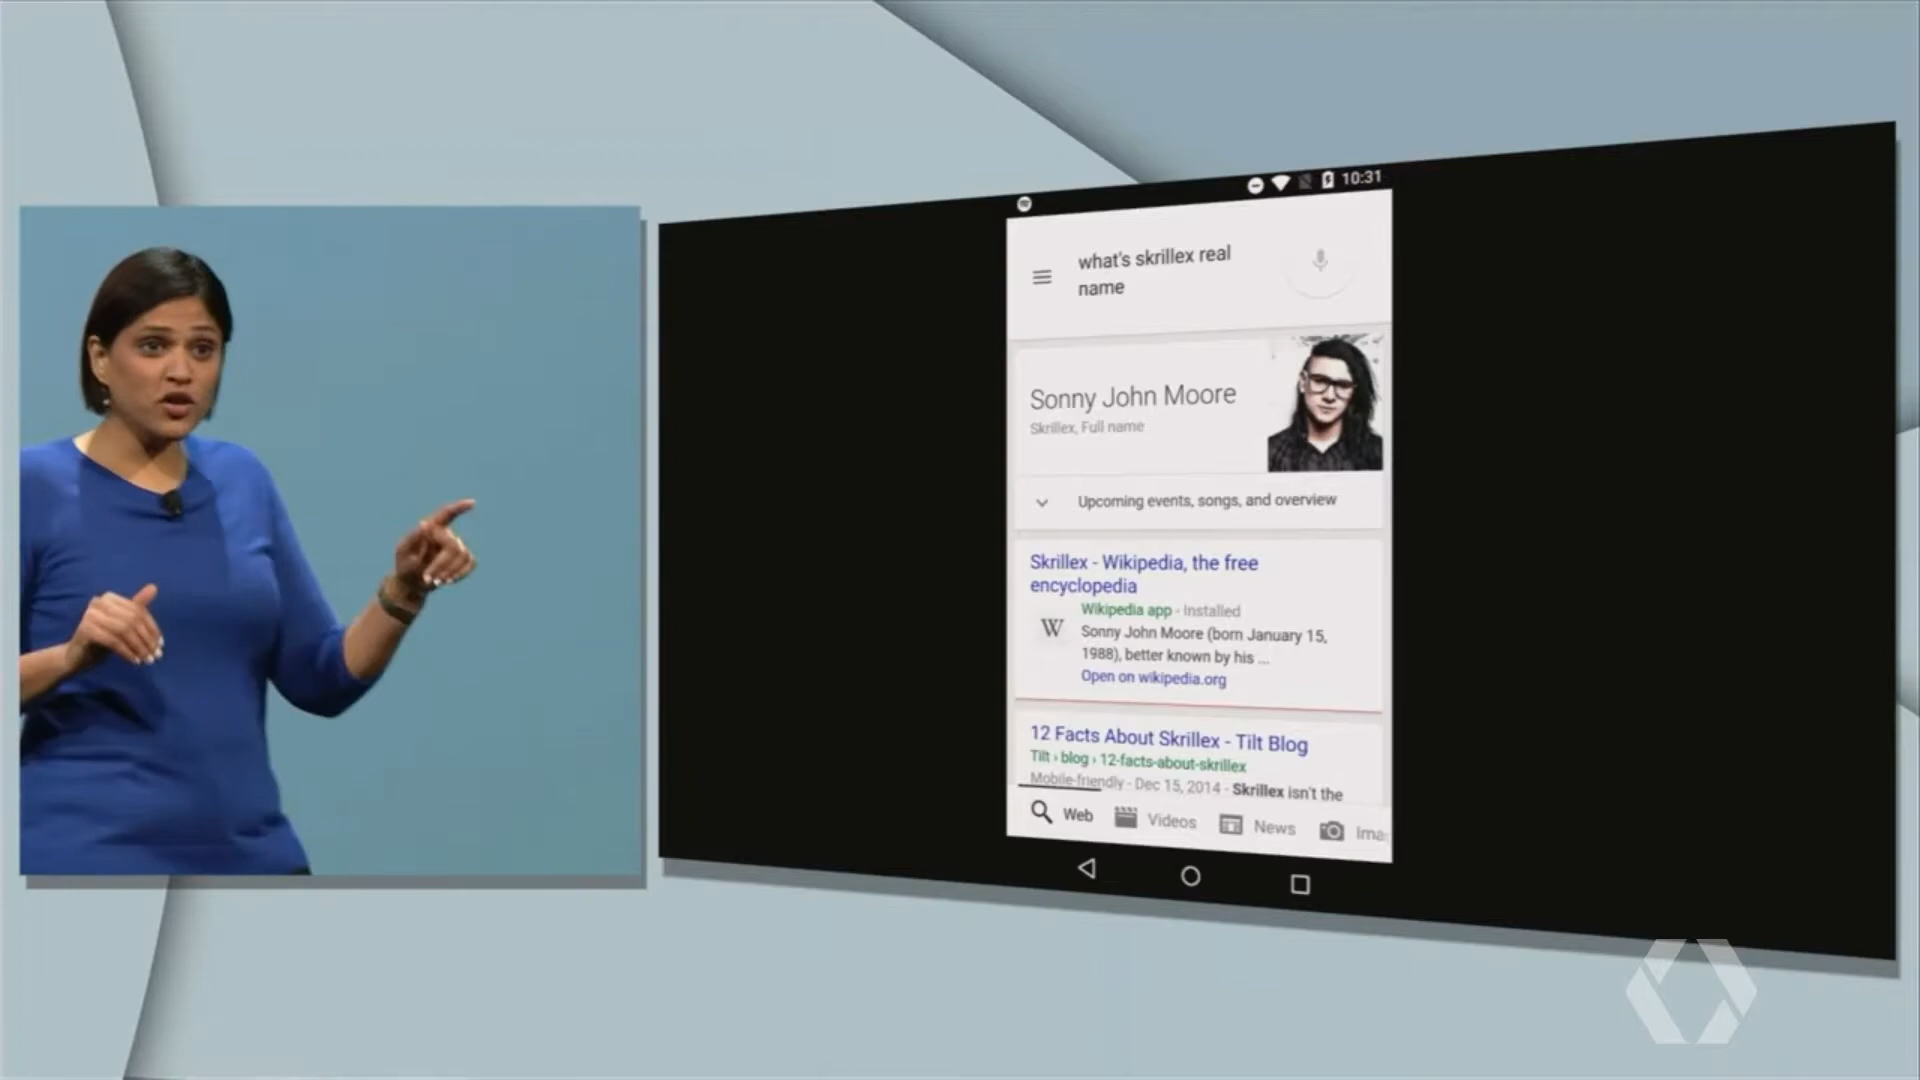 10:31
what's skrillex real
name
Sonny John Moore
Skrillex, Full name
Upcoming events, songs, and overview
Skrillex - Wikipedia, the free
encyclopedia
Wikipedia app - Installed
W
Sonny John Moore (born January 15,
1988), better known by his ...
Open on wikipedia.org
12 Facts About Skrillex - Tilt Blog
Tilt › blog › 12-facts-about-skrillex
Mobile-friendly - Dec 15, 2014 - Skrillex isn't the
Web Videos News Ima